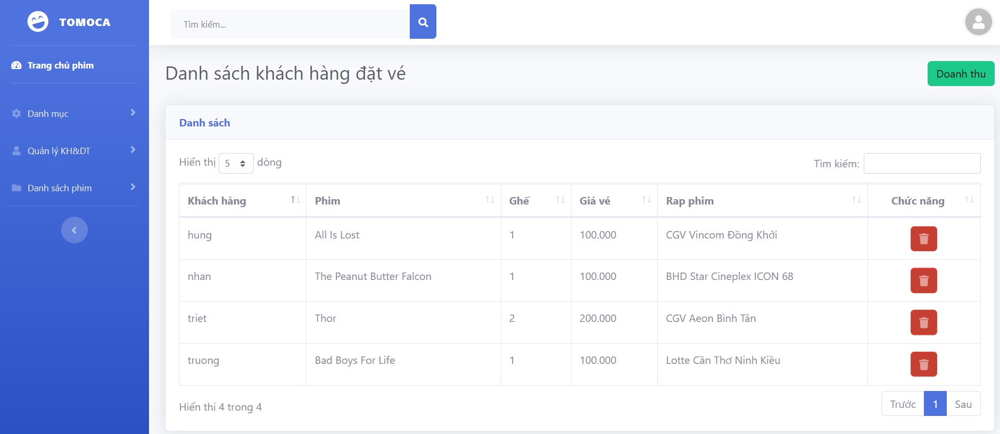 TOMOCA
Tìm kiếm...
Trang chủ phim
Danh mục
Quản lý KH&DT
Danh sách phim
Danh sách khách hàng đặt vé
Doanh thu
Danh sách
Hiển thị 5 dòng
Tìm kiếm:
Khách hàng Phim Ghế Giá vé Rap phim Chức năng
hung All Is Lost 1 100.000 CGV Vincom Đồng Khởi
nhan The Peanut Butter Falcon 1 100.000 BHD Star Cineplex ICON 68
triet Thor 2 200.000 CGV Aeon Bình Tân
truong Bad Boys For Life 1 100.000 Lotte Cần Thơ Ninh Kiều
Hiển thi 4 trong 4
Trước 1 Sau